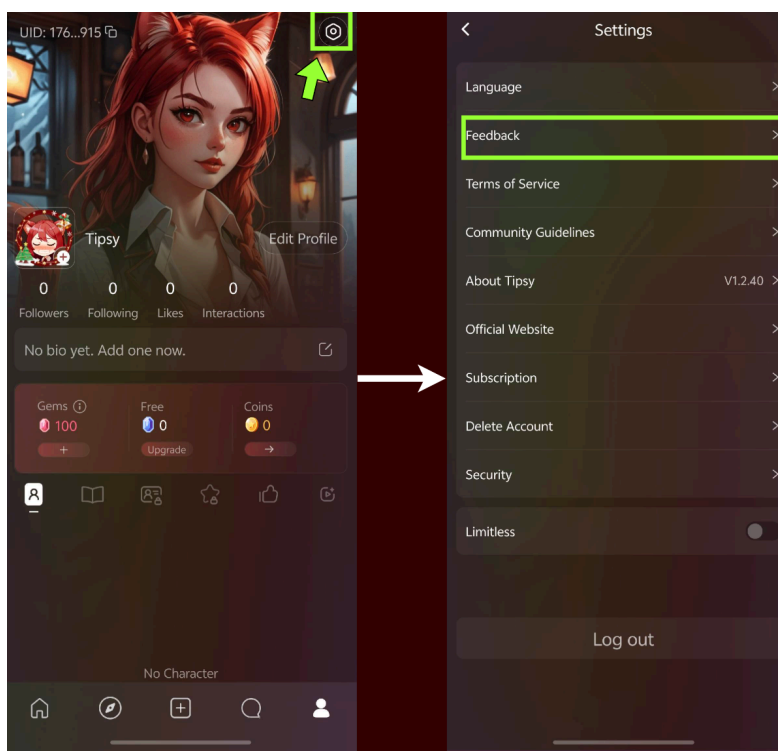 UID: 176...915
Tipsy
Edit Profile
0 0 0 0
Followers Following Likes Interactions
No bio yet. Add one now.
Gems Free Coins
100 0 0
+ Upgrade →
No Character
Settings
Language
Feedback
Terms of Service
Community Guidelines
About Tipsy V1.2.40
Official Website
Subscription
Delete Account
Security
Limitless
Log out